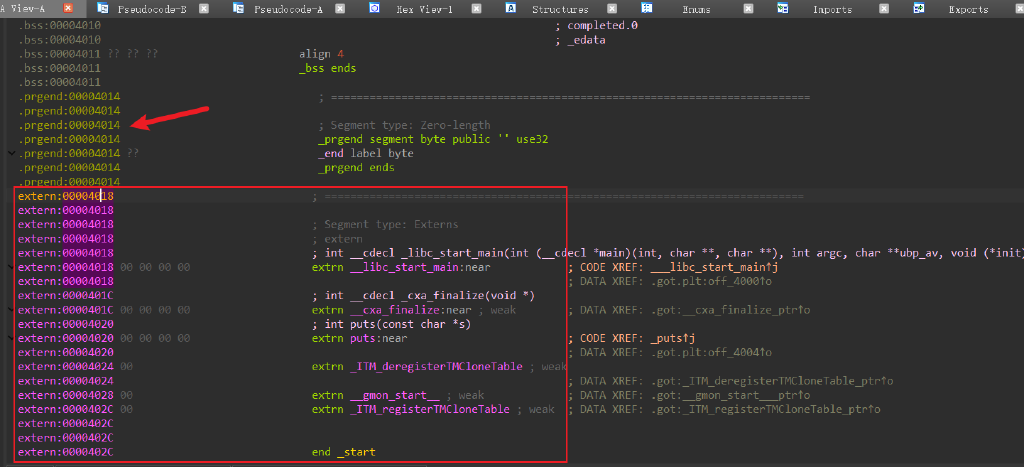 A View-A Pseudocode-B Pseudocode-A Hex View-1 Structures Enums Imports Exports
.bss:00004010 ; completed.0
.bss:00004010 ; _edata
.bss:00004011 ?? ?? ?? align 4
.bss:00004011 _bss ends
.bss:00004011
.prgend:00004014 ; ===========================================================================
.prgend:00004014
.prgend:00004014 ; Segment type: Zero-length
.prgend:00004014 _prgend segment byte public '' use32
.prgend:00004014 ?? _end label byte
.prgend:00004014 _prgend ends
.prgend:00004014
extern:00004018 ; ===========================================================================
extern:00004018
extern:00004018 ; Segment type: Externs
extern:00004018 ; extern
extern:00004018 ; int __cdecl _libc_start_main(int (__cdecl *main)(int, char **, char **), int argc, char **ubp_av, void (*init)
extern:00004018 00 00 00 00 extrn __libc_start_main:near ; CODE XREF: ___libc_start_main↑j
extern:00004018 ; DATA XREF: .got.plt:off_4000↑o
extern:0000401C ; int __cdecl _cxa_finalize(void *)
extern:0000401C 00 00 00 00 extrn __cxa_finalize:near ; weak ; DATA XREF: .got:__cxa_finalize_ptr↑o
extern:00004020 ; int puts(const char *s)
extern:00004020 00 00 00 00 extrn puts:near ; CODE XREF: _puts↑j
extern:00004020 ; DATA XREF: .got.plt:off_4004↑o
extern:00004024 00 extrn _ITM_deregisterTMCloneTable ; weak
extern:00004024 ; DATA XREF: .got:_ITM_deregisterTMCloneTable_ptr↑o
extern:00004028 00 extrn __gmon_start__ ; weak ; DATA XREF: .got:__gmon_start___ptr↑o
extern:0000402C 00 extrn _ITM_registerTMCloneTable ; weak ; DATA XREF: .got:_ITM_registerTMCloneTable_ptr↑o
extern:0000402C
extern:0000402C
extern:0000402C end _start